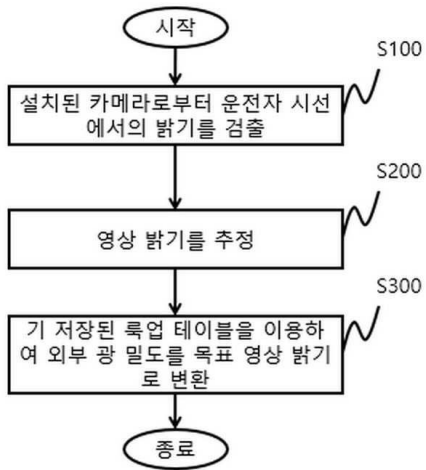 시작
S100
설치된 카메라로부터 운전자 시선
에서의 밝기를 검출
S200
영상 밝기를 추정
S300
기 저장된 룩업 테이블을 이용하
여 외부 광 밀도를 목표 영상 밝기
로 변환
종료